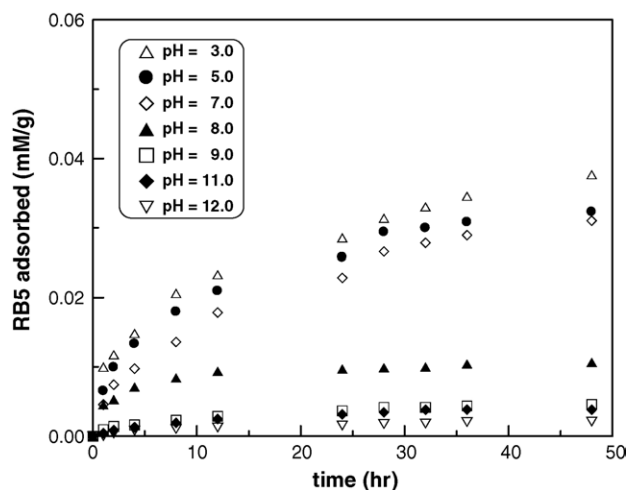 0.06
pH = 3.0
pH = 5.0
pH = 7.0
pH = 8.0
pH = 9.0
pH = 11.0
pH = 12.0
0.04
0.02
0.00
RB5 adsorbed (mM/g)
0 10 20 30 40 50
time (hr)